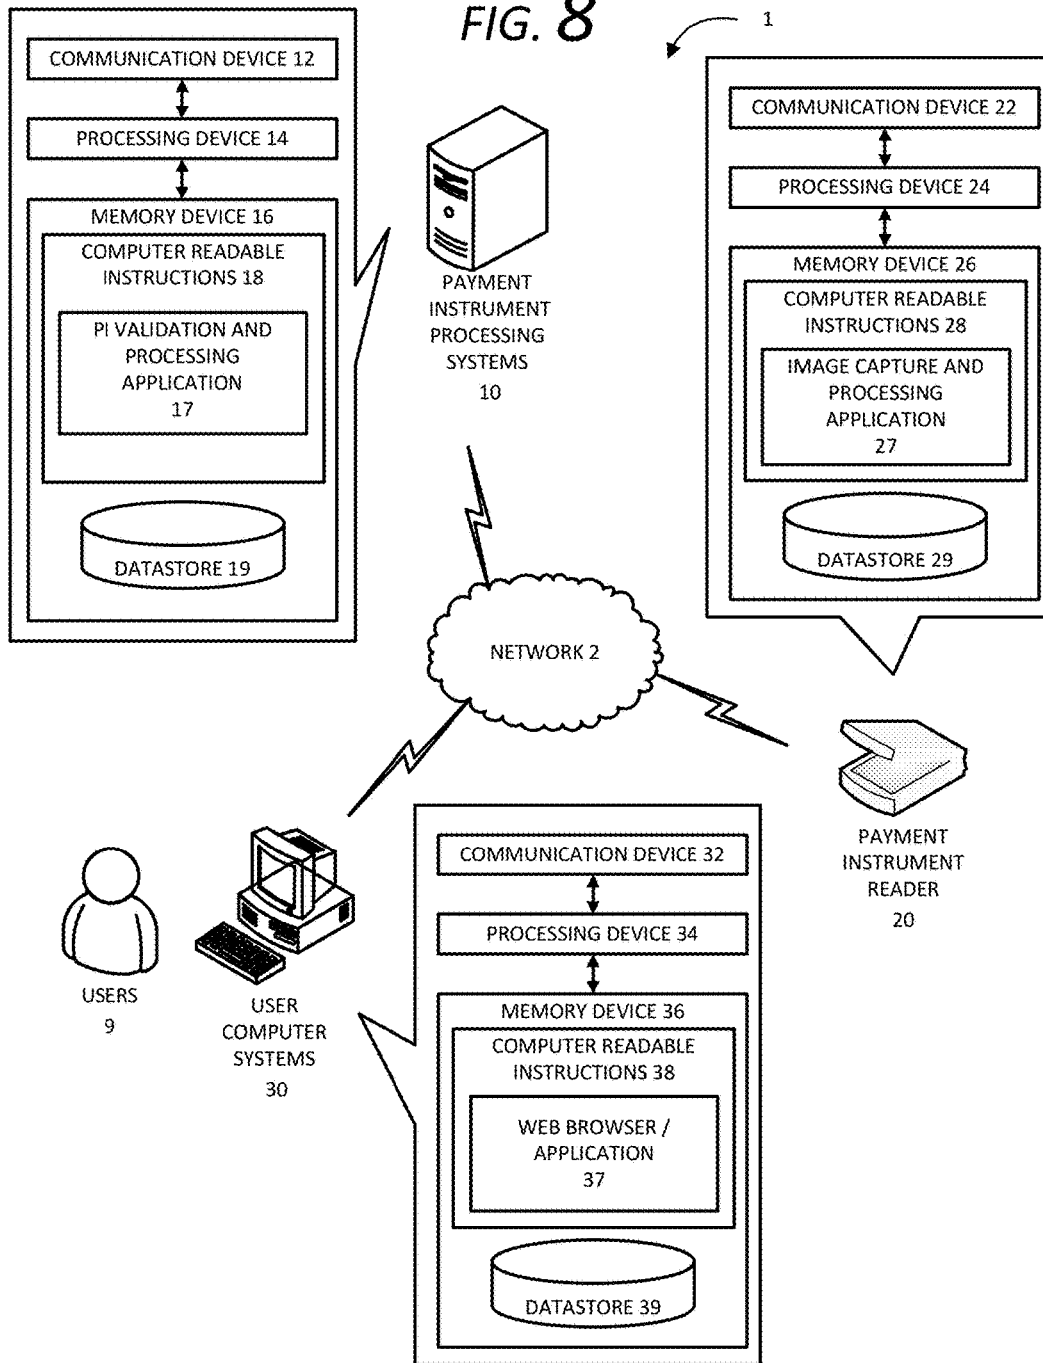 FIG. 8
1
COMMUNICATION DEVICE 12
PROCESSING DEVICE 14
MEMORY DEVICE 16
COMPUTER READABLE
INSTRUCTIONS 18
PI VALIDATION AND
PROCESSING
APPLICATION
17
DATASTORE 19
PAYMENT
INSTRUMENT
PROCESSING
SYSTEMS
10
COMMUNICATION DEVICE 22
PROCESSING DEVICE 24
MEMORY DEVICE 26
COMPUTER READABLE
INSTRUCTIONS 28
IMAGE CAPTURE AND
PROCESSING
APPLICATION
27
DATASTORE 29
NETWORK 2
PAYMENT
INSTRUMENT
READER
20
USERS
9
USER
COMPUTER
SYSTEMS
30
COMMUNICATION DEVICE 32
PROCESSING DEVICE 34
MEMORY DEVICE 36
COMPUTER READABLE
INSTRUCTIONS 38
WEB BROWSER /
APPLICATION
37
DATASTORE 39